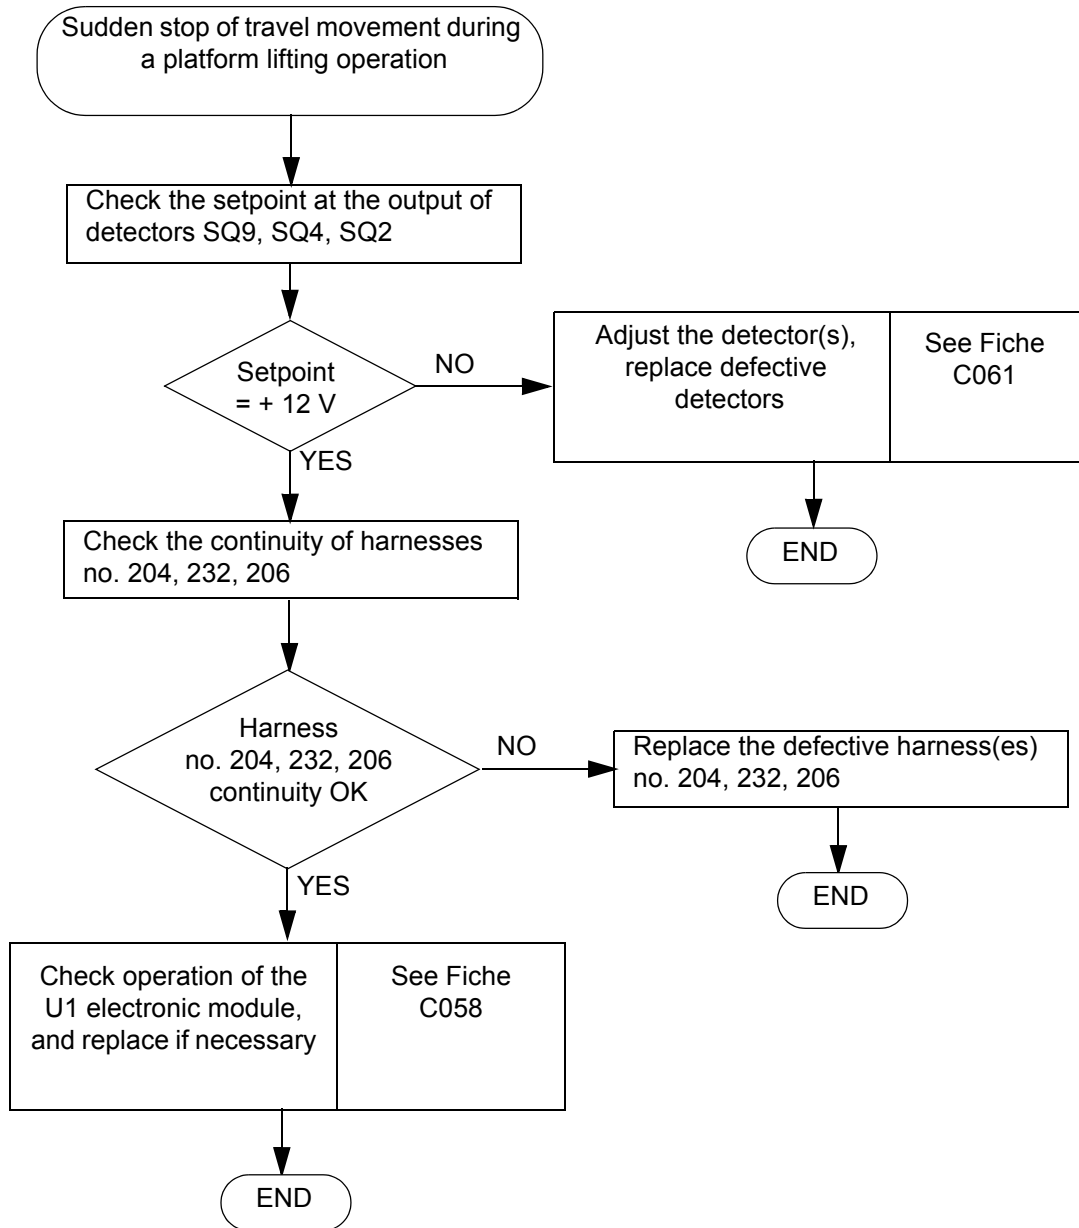 Sudden stop of travel movement during
a platform lifting operation
Check the setpoint at the output of
detectors SQ9, SQ4, SQ2
Setpoint
= + 12 V
NO
Adjust the detector(s),
replace defective
detectors
See Fiche
C061
YES
END
Check the continuity of harnesses
no. 204, 232, 206
Harness
no. 204, 232, 206
continuity OK
NO
Replace the defective harness(es)
no. 204, 232, 206
YES
END
Check operation of the
U1 electronic module,
and replace if necessary
See Fiche
C058
END